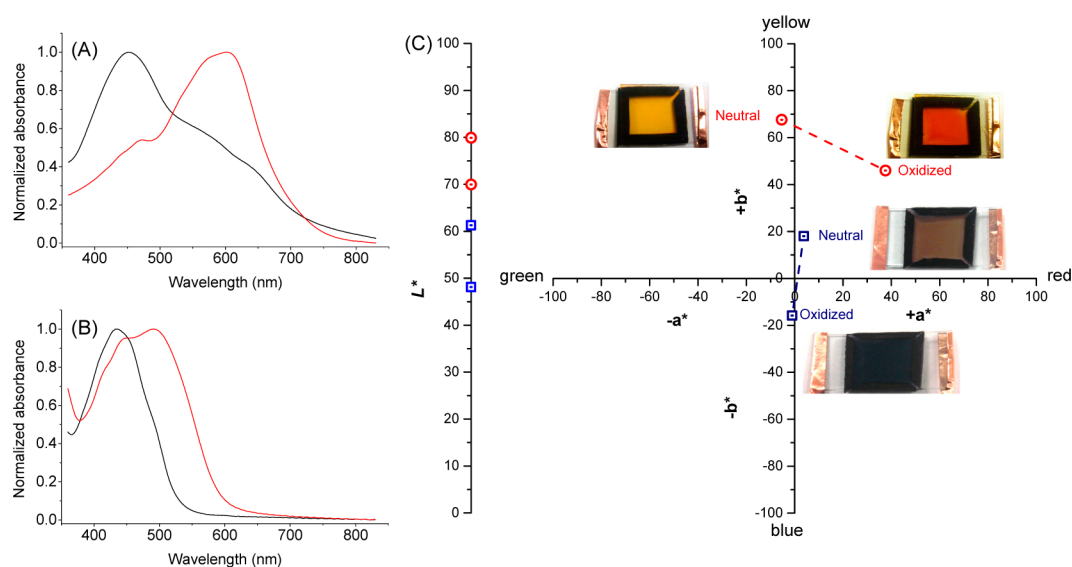 (A)
Normalized absorbance
1.0
0.8
0.6
0.4
0.2
0.0
400 500 600 700 800
Wavelength (nm)
(B)
Normalized absorbance
1.0
0.8
0.6
0.4
0.2
0.0
400 500 600 700 800
Wavelength (nm)
(C)
L*
100
90
80
70
60
50
40
30
20
10
0
yellow
100
80
60
40
20
0
-20
-40
-60
-80
-100
blue
green
red
-100 -80 -60 -40 -20 0 20 40 60 80 100
-a*
+a*
+b*
-b*
Neutral
Oxidized
Neutral
Oxidized